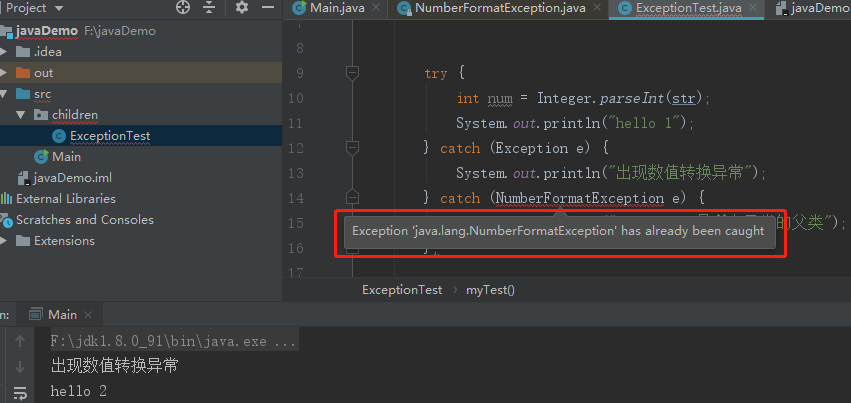 Project
Main.java
NumberFormatException.java
ExceptionTest.java
javaDemo
javaDemo F:\javaDemo
.idea
out
src
children
ExceptionTest
Main
javaDemo.iml
External Libraries
Scratches and Consoles
Extensions
7
9 try {
10 int num = Integer.parseInt(str);
11 System.out.println("hello 1");
12 } catch (Exception e) {
13 System.out.println("出现数值转换异常");
14 } catch (NumberFormatException e) {
15 的父类");
Exception 'java.lang.NumberFormatException' has already been caught
16 };
17
ExceptionTest › myTest()
n: Main
F:\jdk1.8.0_91\bin\java.exe ...
出现数值转换异常
hello 2